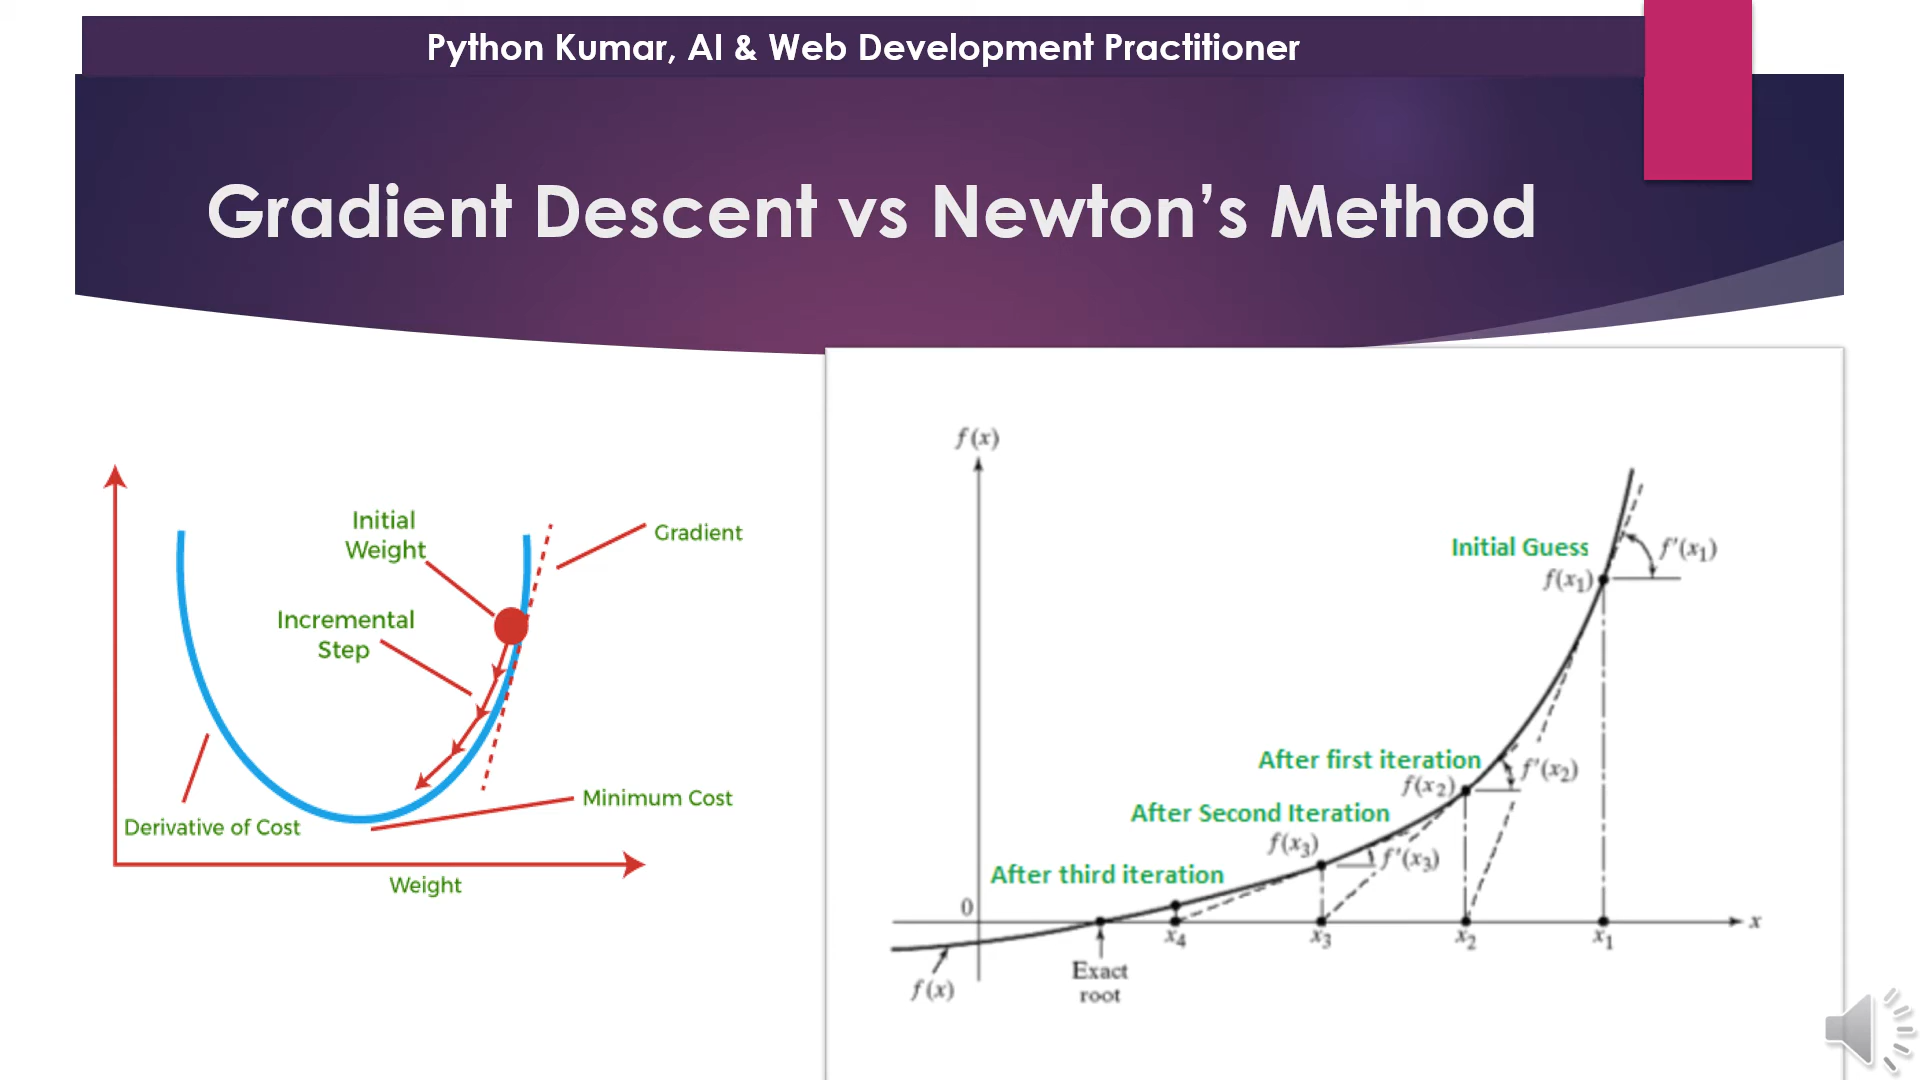 Python Kumar, AI & Web Development Practitioner
Gradient Descent vs Newton’s Method
Initial
Weight
Gradient
Incremental
Step
Minimum Cost
Derivative of Cost
Weight
f(x)
Initial Guess
f'(x₁)
f(x₁)
After first iteration
f'(x₂)
f(x₂)
After Second Iteration
f(x₃)
f'(x₃)
After third iteration
0
x
x₄
x₃
x₂
x₁
Exact
root
f(x)